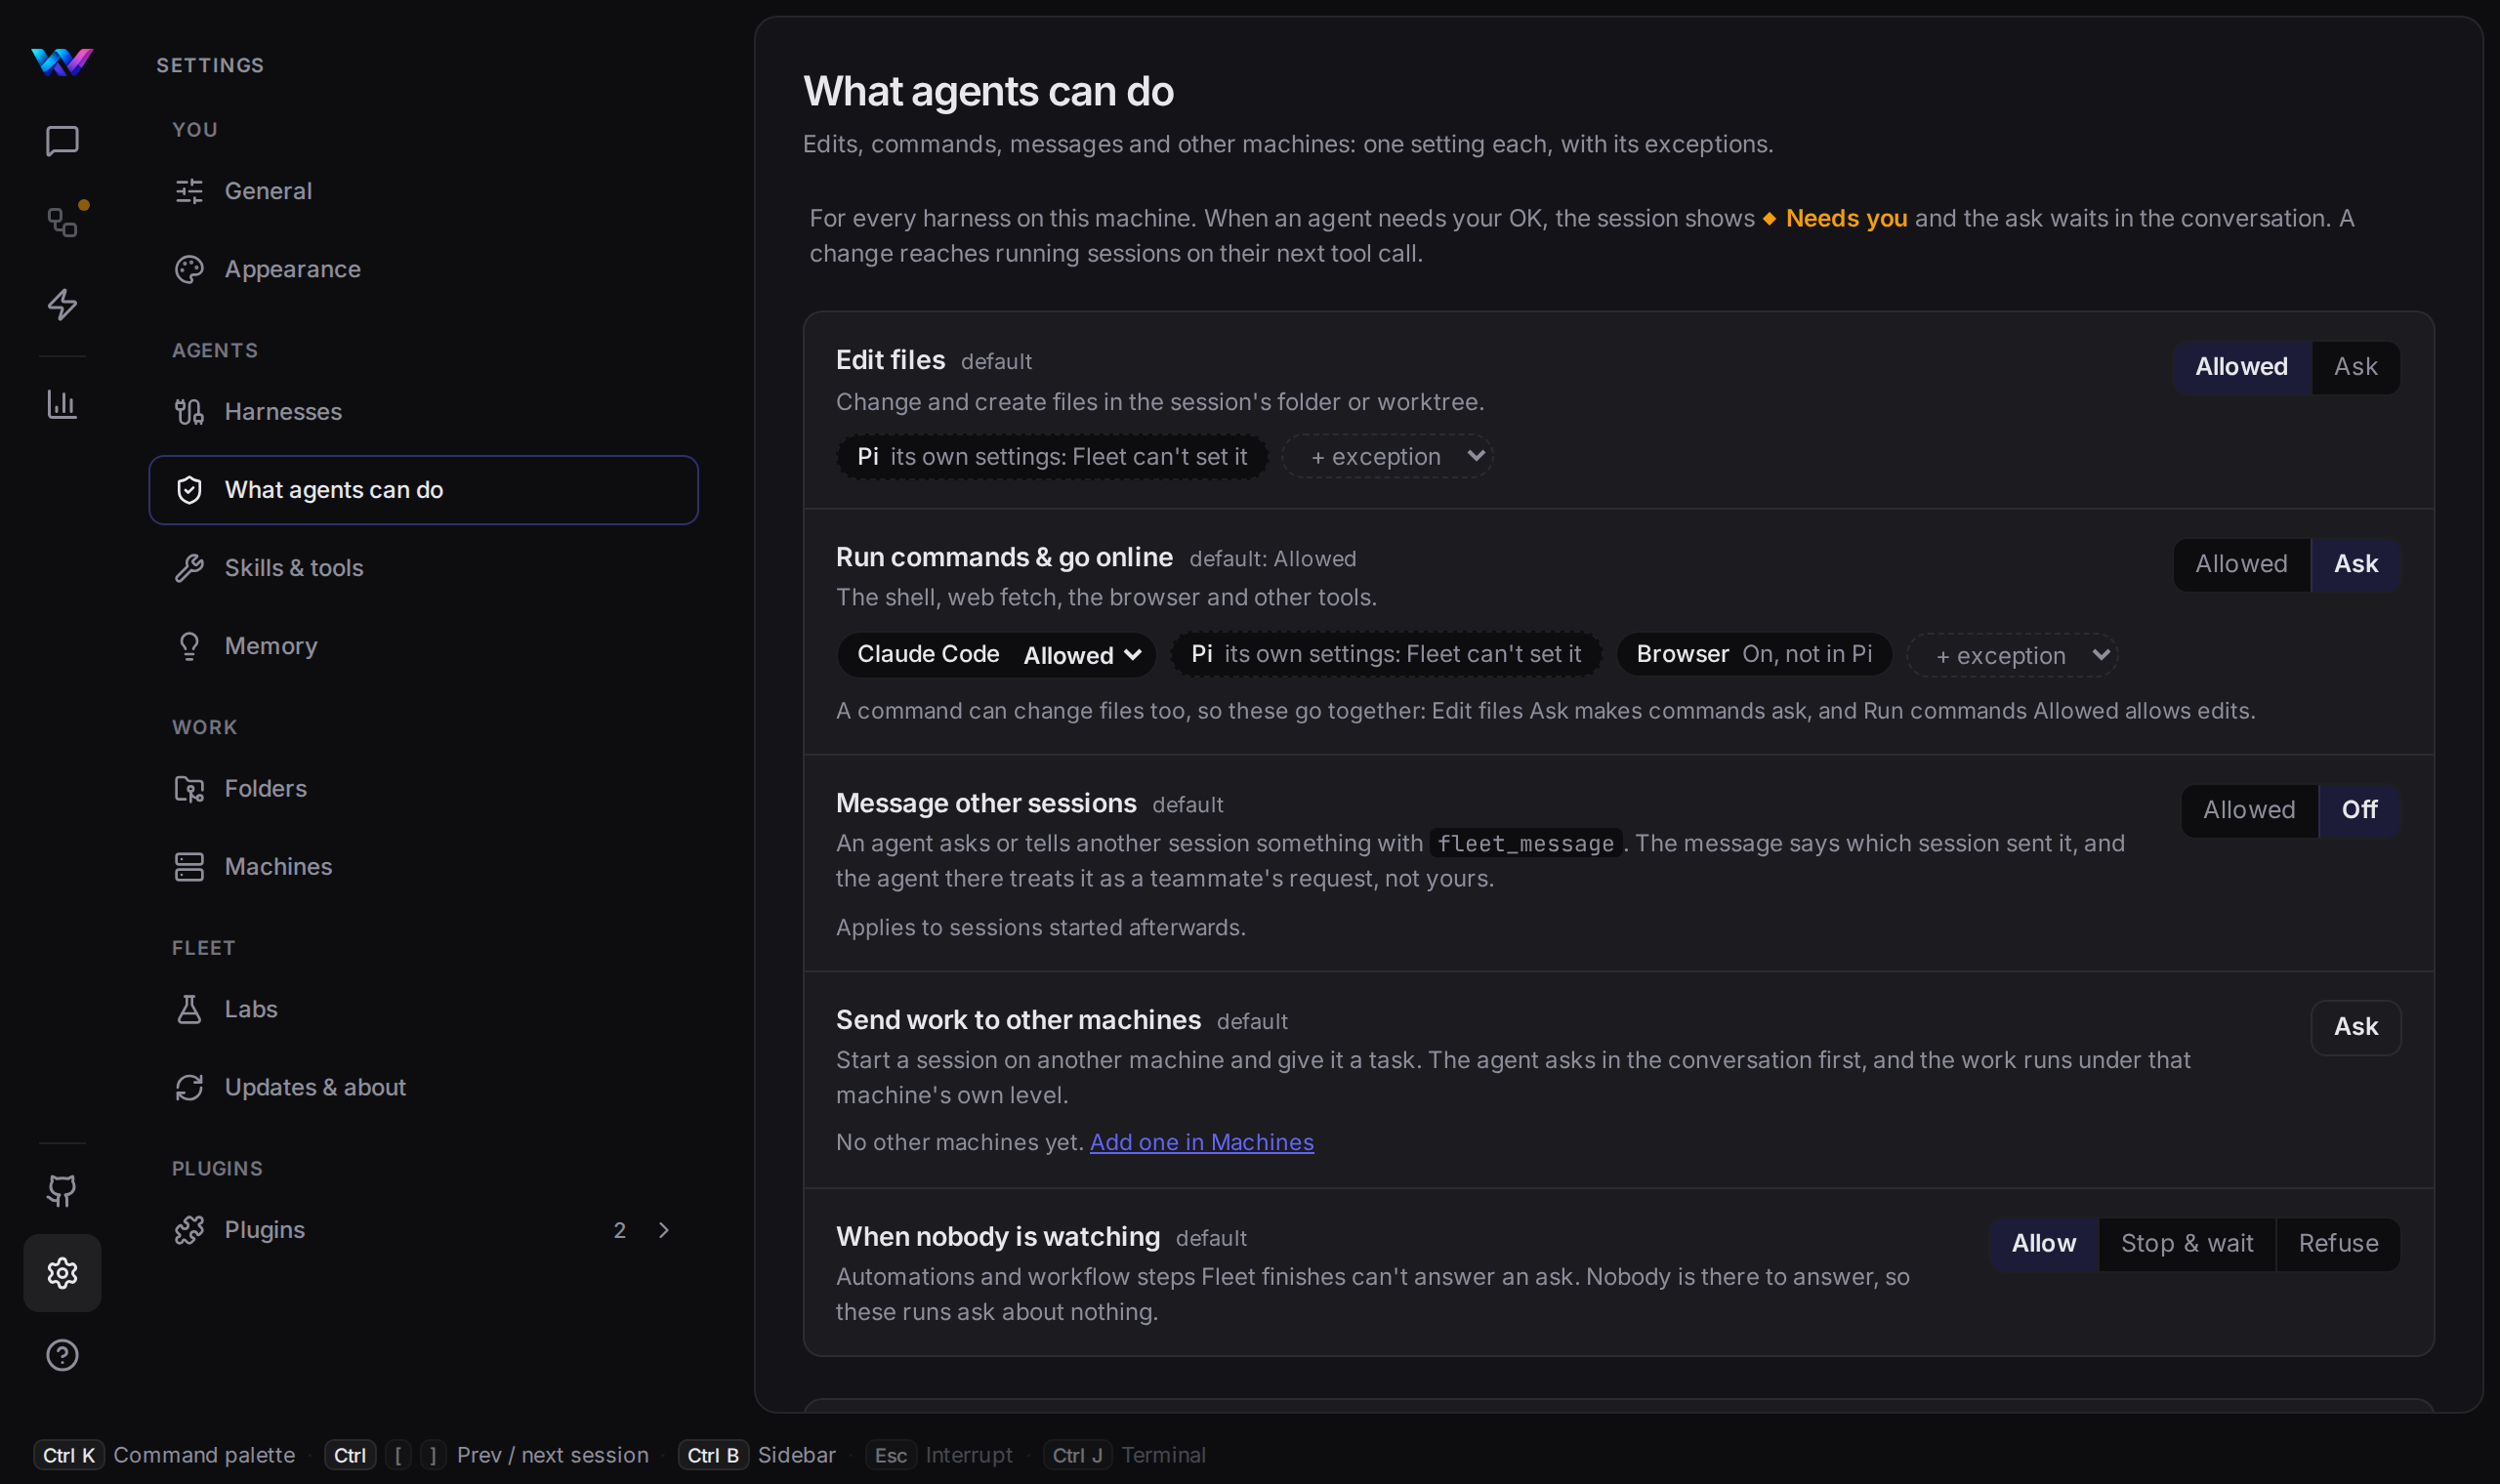 SETTINGS
YOU
General
Appearance
AGENTS
Harnesses
What agents can do
Skills & tools
Memory
WORK
Folders
Machines
FLEET
Labs
Updates & about
PLUGINS
Plugins 2
What agents can do
Edits, commands, messages and other machines: one setting each, with its exceptions.
For every harness on this machine. When an agent needs your OK, the session shows ◆ Needs you and the ask waits in the conversation. A
change reaches running sessions on their next tool call.
Edit files default
Allowed Ask
Change and create files in the session's folder or worktree.
Pi its own settings: Fleet can't set it + exception
Run commands & go online default: Allowed
Allowed Ask
The shell, web fetch, the browser and other tools.
Claude Code Allowed Pi its own settings: Fleet can't set it Browser On, not in Pi + exception
A command can change files too, so these go together: Edit files Ask makes commands ask, and Run commands Allowed allows edits.
Message other sessions default
Allowed Off
An agent asks or tells another session something with fleet_message. The message says which session sent it, and
the agent there treats it as a teammate's request, not yours.
Applies to sessions started afterwards.
Send work to other machines default
Ask
Start a session on another machine and give it a task. The agent asks in the conversation first, and the work runs under that
machine's own level.
No other machines yet. Add one in Machines
When nobody is watching default
Allow Stop & wait Refuse
Automations and workflow steps Fleet finishes can't answer an ask. Nobody is there to answer, so
these runs ask about nothing.
Ctrl K Command palette · Ctrl [ ] Prev / next session · Ctrl B Sidebar · Esc Interrupt · Ctrl J Terminal